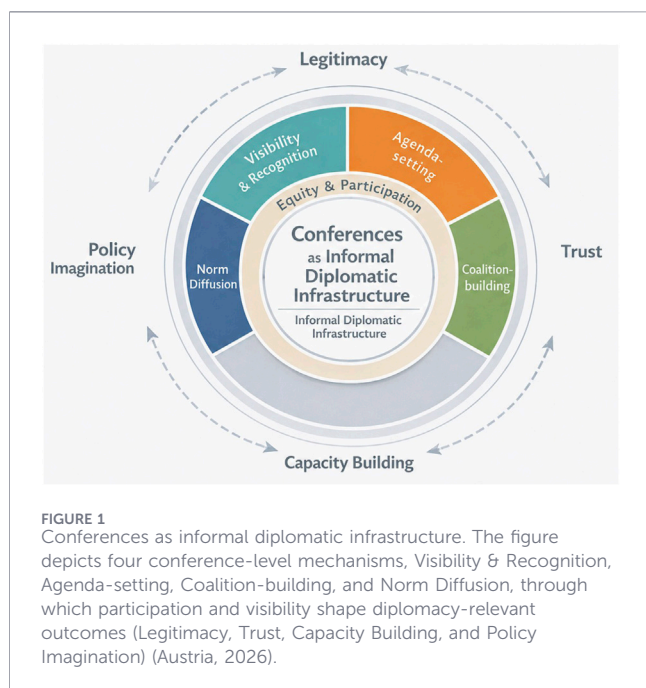 Legitimacy
Visibility
& Recognition
Agenda-
setting
Equity & Participation
Policy
Imagination
Norm
Diffusion
Conferences
as Informal
Diplomatic
Infrastructure
Informal Diplomatic
Infrastructure
Coalition-
building
Trust
Capacity Building
FIGURE 1
Conferences as informal diplomatic infrastructure. The figure
depicts four conference-level mechanisms, Visibility & Recognition,
Agenda-setting, Coalition-building, and Norm Diffusion, through
which participation and visibility shape diplomacy-relevant
outcomes (Legitimacy, Trust, Capacity Building, and Policy
Imagination) (Austria, 2026).